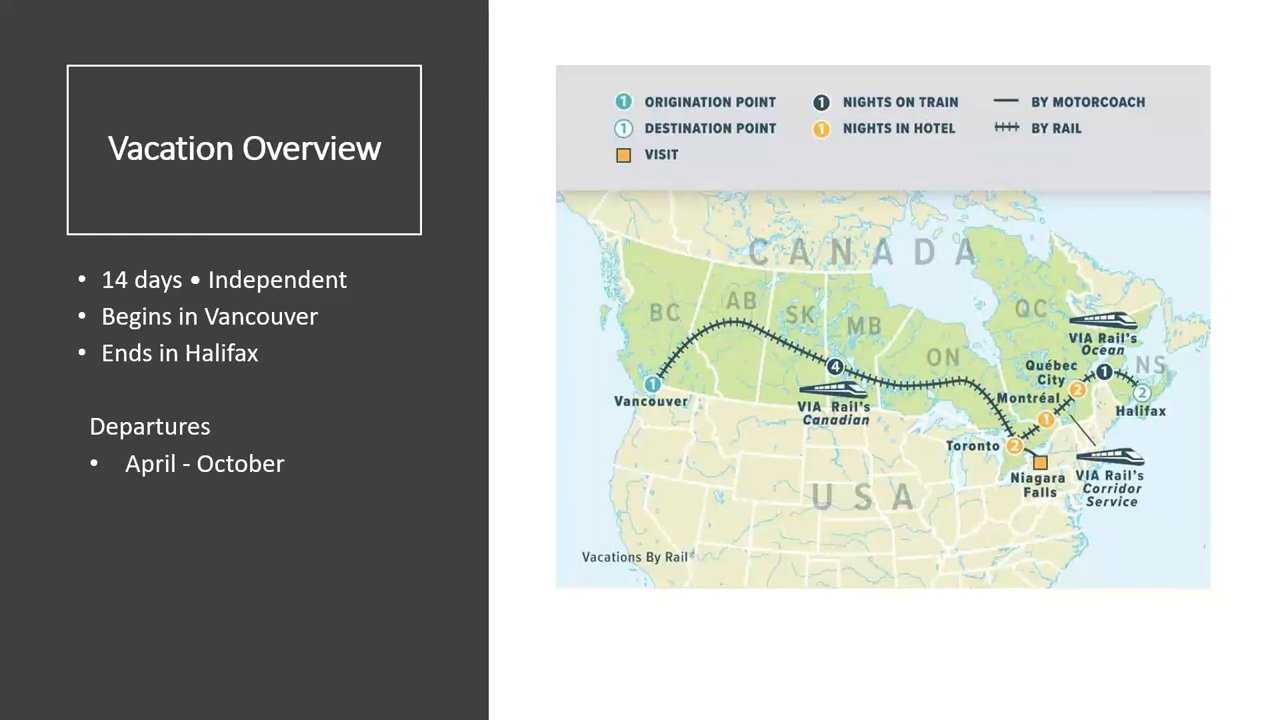 Vacation Overview
• 14 days • Independent
• Begins in Vancouver
• Ends in Halifax
Departures
• April - October
1 ORIGINATION POINT
1 DESTINATION POINT
VISIT
1 NIGHTS ON TRAIN
1 NIGHTS IN HOTEL
BY MOTORCOACH
BY RAIL
CANADA
BC
AB
SK
MB
ON
QC
NS
VIA Rail's
Ocean
Québec
City
2
1
2
Halifax
Montréal
1
4
VIA Rail's
Canadian
1
Vancouver
Toronto
2
Niagara
Falls
VIA Rail's
Corridor
Service
USA
Vacations By Rail®